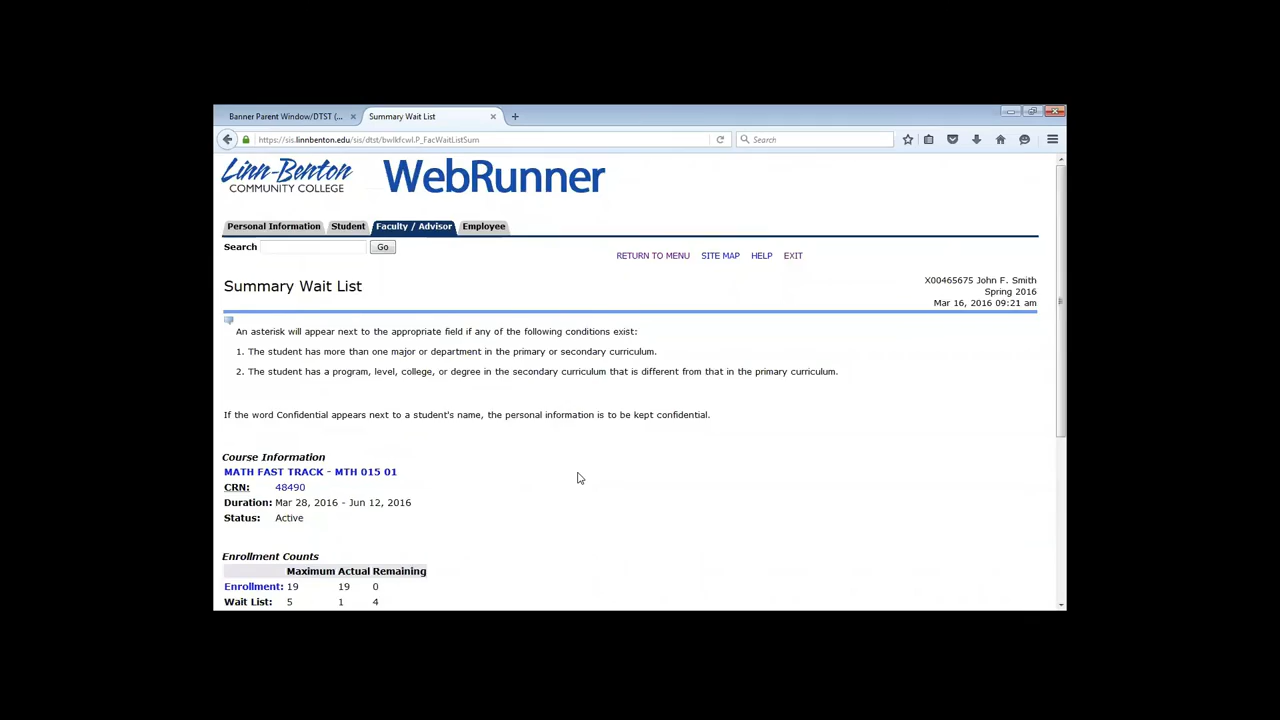 Banner Parent Window/DTST (...
Summary Wait List
https://sis.linnbenton.edu/sis/dtst/bwlkfcwl.P_FacWaitListSum
Search
Linn-Benton
COMMUNITY COLLEGE
WebRunner
Personal Information Student Faculty / Advisor Employee
Search Go
RETURN TO MENU SITE MAP HELP EXIT
Summary Wait List
X00465675 John F. Smith
Spring 2016
Mar 16, 2016 09:21 am
An asterisk will appear next to the appropriate field if any of the following conditions exist:
1. The student has more than one major or department in the primary or secondary curriculum.
2. The student has a program, level, college, or degree in the secondary curriculum that is different from that in the primary curriculum.
If the word Confidential appears next to a student's name, the personal information is to be kept confidential.
Course Information
MATH FAST TRACK - MTH 015 01
CRN: 48490
Duration: Mar 28, 2016 - Jun 12, 2016
Status: Active
Enrollment Counts
Maximum Actual Remaining
Enrollment: 19 19 0
Wait List: 5 1 4